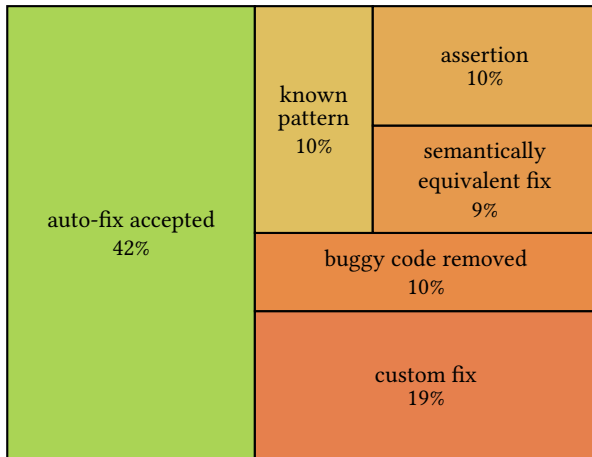 auto-fix accepted
42%
known
pattern
10%
assertion
10%
semantically
equivalent fix
9%
buggy code removed
10%
custom fix
19%